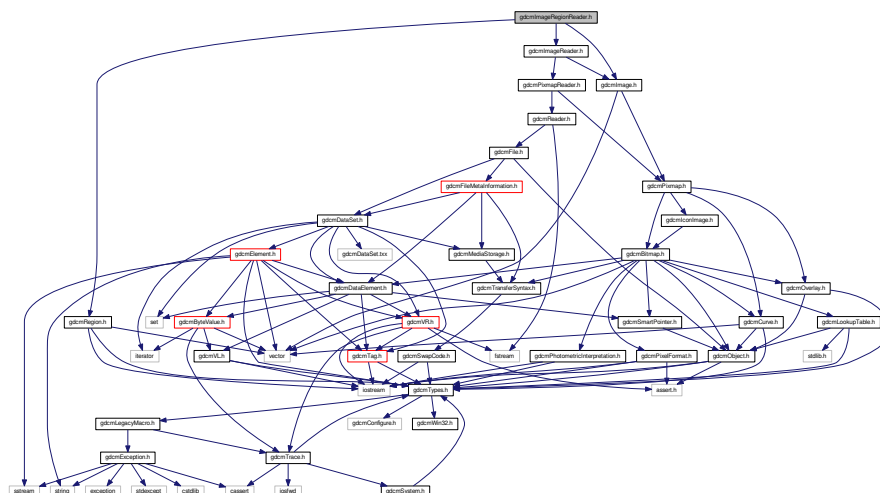 gdcmImageRegionReader.h
gdcmImageReader.h
gdcmPixmapReader.h
gdcmImage.h
gdcmReader.h
gdcmFile.h
gdcmFileMetaInformation.h
gdcmPixmap.h
gdcmDataSet.h
gdcmIconImage.h
gdcmElement.h
gdcmDataSet.txx
gdcmMediaStorage.h
gdcmBitmap.h
gdcmDataElement.h
gdcmTransferSyntax.h
gdcmOverlay.h
gdcmRegion.h
set
gdcmByteValue.h
gdcmVR.h
gdcmSmartPointer.h
gdcmCurve.h
gdcmLookupTable.h
iterator
gdcmVL.h
vector
gdcmTag.h
gdcmSwapCode.h
fstream
gdcmPhotometricInterpretation.h
gdcmPixelFormat.h
gdcmObject.h
stdlib.h
iostream
gdcmTypes.h
assert.h
gdcmLegacyMacro.h
gdcmConfigure.h
gdcmWin32.h
gdcmException.h
gdcmTrace.h
sstream
string
exception
stdexcept
cstdlib
cassert
iosfwd
gdcmSystem.h